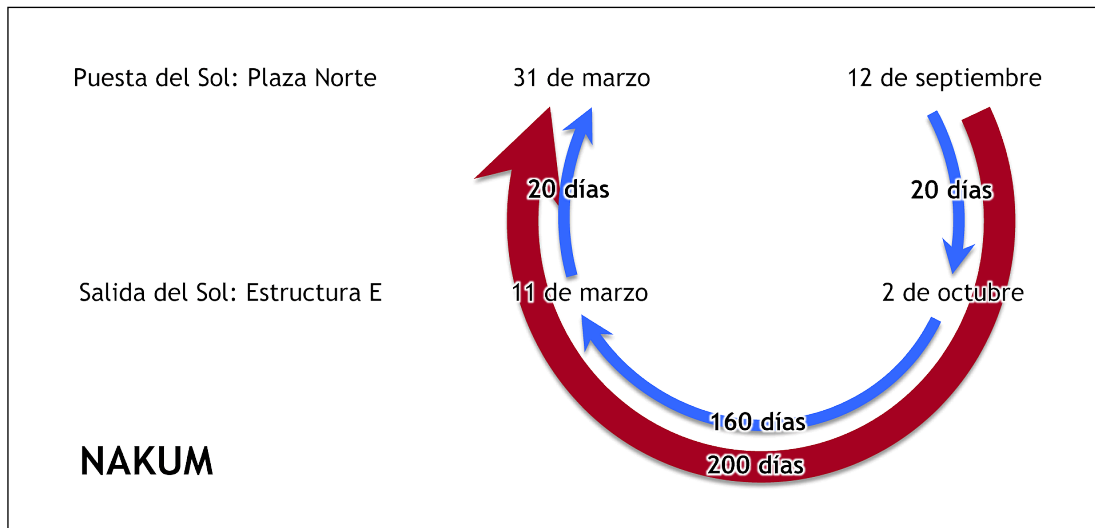 Puesta del Sol: Plaza Norte 31 de marzo 12 de septiembre
20 días 20 días
Salida del Sol: Estructura E 11 de marzo 2 de octubre
160 días
NAKUM 200 días